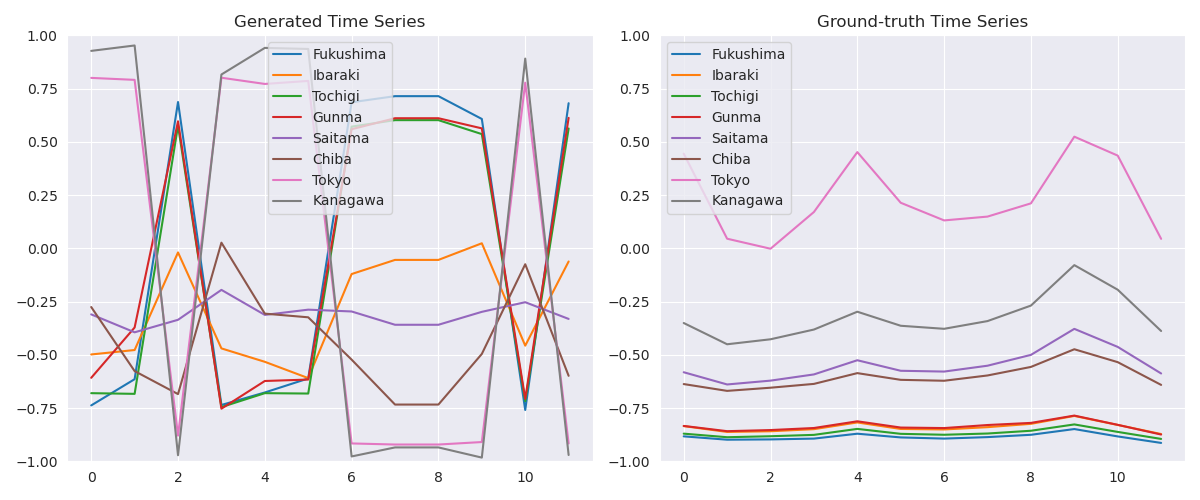 Generated Time Series
1.00
0.75
0.50
0.25
0.00
−0.25
−0.50
−0.75
−1.00
0
2
4
6
8
10
Fukushima
Ibaraki
Tochigi
Gunma
Saitama
Chiba
Tokyo
Kanagawa
Ground-truth Time Series
1.00
0.75
0.50
0.25
0.00
−0.25
−0.50
−0.75
−1.00
0
2
4
6
8
10
Fukushima
Ibaraki
Tochigi
Gunma
Saitama
Chiba
Tokyo
Kanagawa